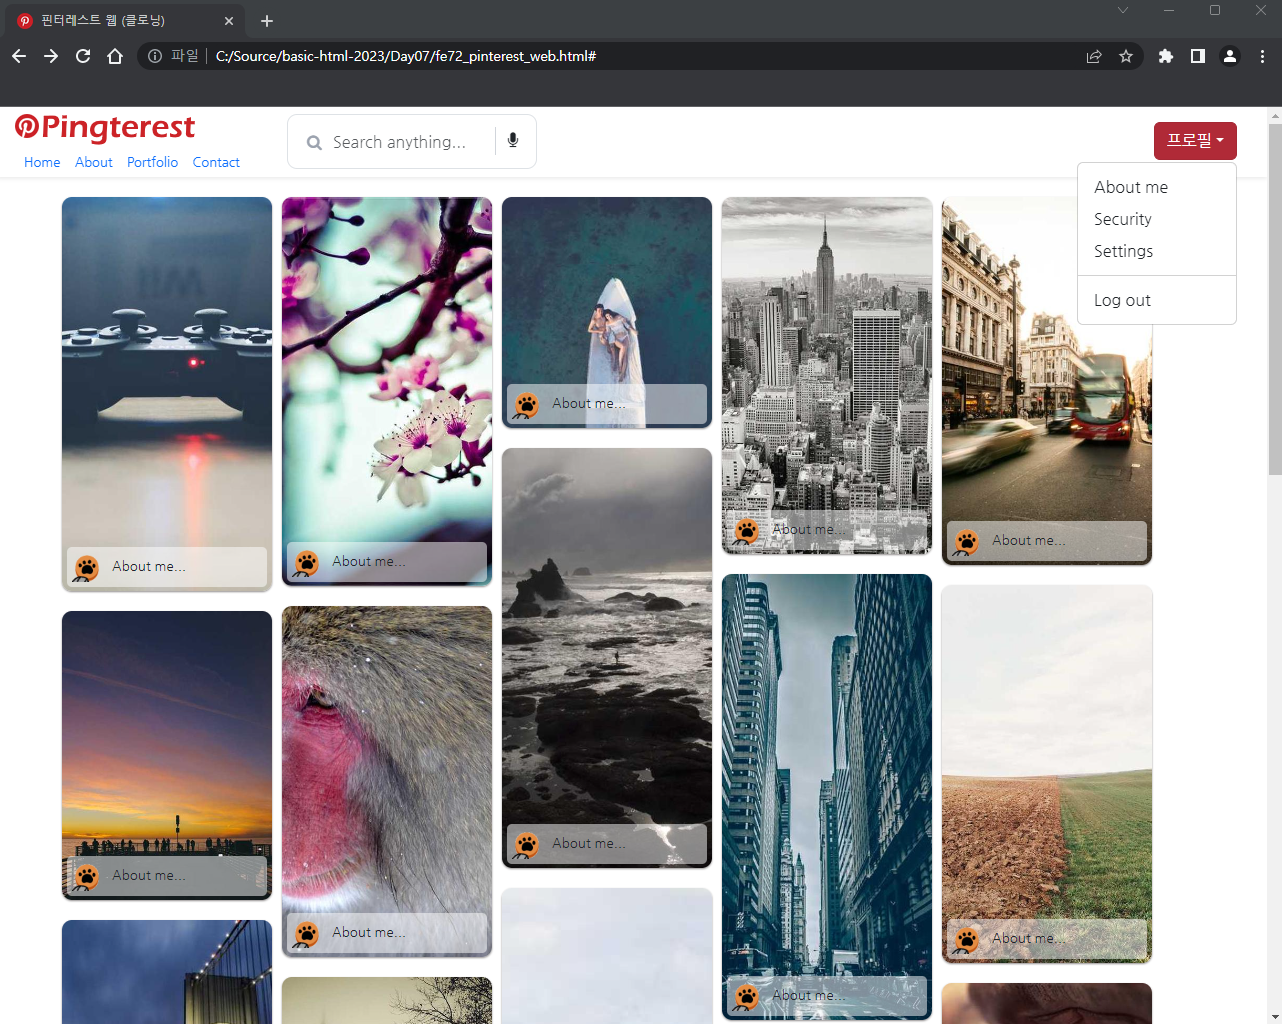 핀터레스트 웹 (클로닝)
파일 C:/Source/basic-html-2023/Day07/fe72_pinterest_web.html#
Pingterest
Home About Portfolio Contact
Search anything...
프로필
About me
Security
Settings
Log out
About me...
About me...
About me...
About me...
About me...
About me...
About me...
About me...
About me...
About me...